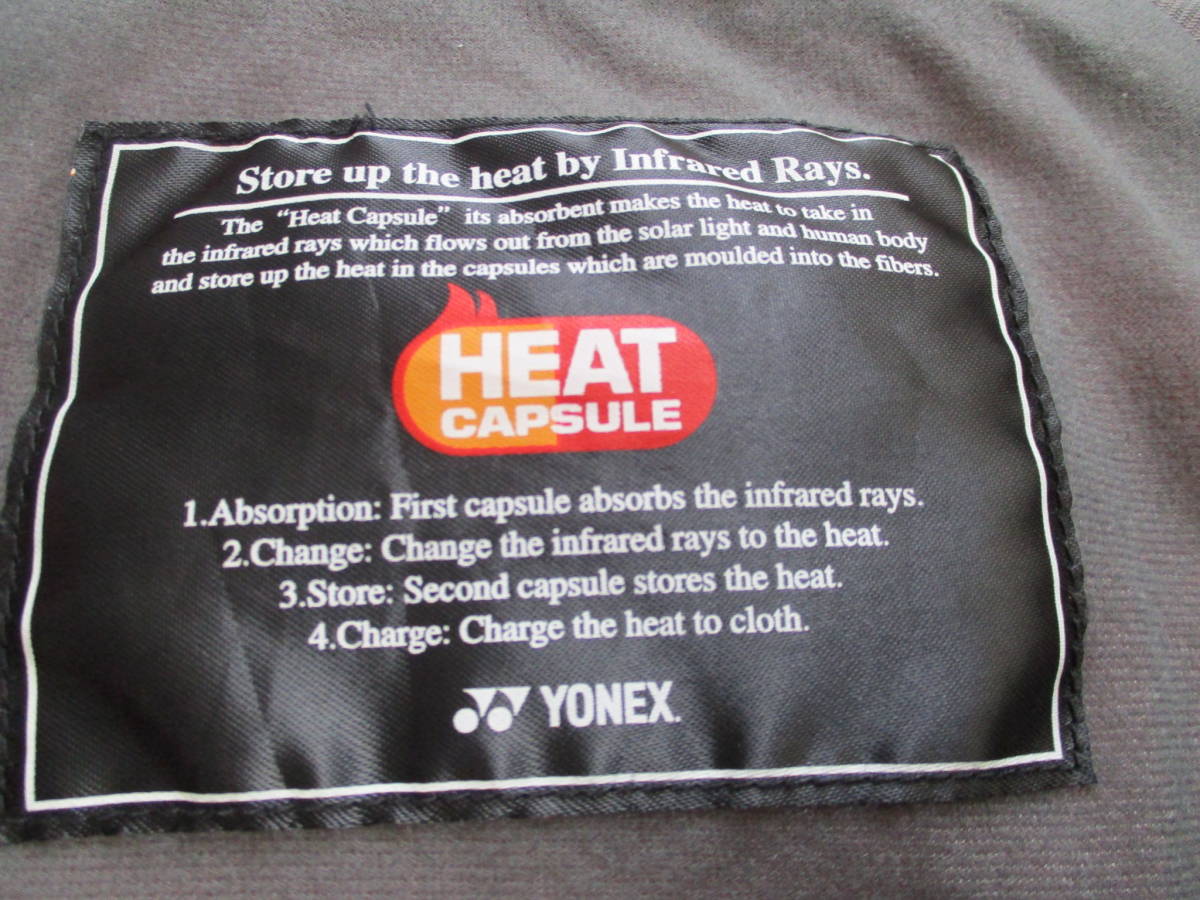 Store up the heat by Infrared Rays.
The "Heat Capsule" its absorbent makes the heat to take in
the infrared rays which flows out from the solar light and human body
and store up the heat in the capsules which are moulded into the fibers.
HEAT
CAPSULE
1.Absorption: First capsule absorbs the infrared rays.
2.Change: Change the infrared rays to the heat.
3.Store: Second capsule stores the heat.
4.Charge: Charge the heat to cloth.
YONEX.